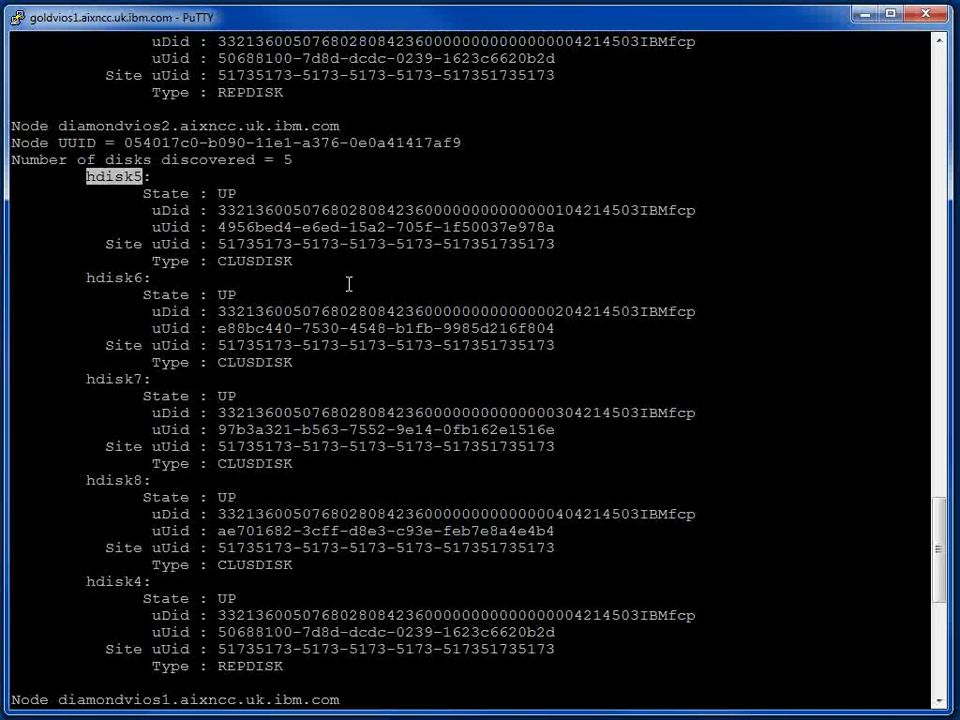 goldvios1.aixncc.uk.ibm.com - PuTTY
uDid : 3321360050768028084236000000000000004214503IBMfcp
uUid : 50688100-7d8d-dcdc-0239-1623c6620b2d
Site uUid : 51735173-5173-5173-5173-517351735173
Type : REPDISK
Node diamondvios2.aixncc.uk.ibm.com
Node UUID = 054017c0-b090-11e1-a376-0e0a41417af9
Number of disks discovered = 5
hdisk5:
State : UP
uDid : 3321360050768028084236000000000000104214503IBMfcp
uUid : 4956bed4-e6ed-15a2-705f-1f50037e978a
Site uUid : 51735173-5173-5173-5173-517351735173
Type : CLUSDISK
hdisk6:
State : UP
uDid : 3321360050768028084236000000000000204214503IBMfcp
uUid : e88bc440-7530-4548-b1fb-9985d216f804
Site uUid : 51735173-5173-5173-5173-517351735173
Type : CLUSDISK
hdisk7:
State : UP
uDid : 3321360050768028084236000000000000304214503IBMfcp
uUid : 97b3a321-b563-7552-9e14-0fb162e1516e
Site uUid : 51735173-5173-5173-5173-517351735173
Type : CLUSDISK
hdisk8:
State : UP
uDid : 3321360050768028084236000000000000404214503IBMfcp
uUid : ae701682-3cff-d8e3-c93e-feb7e8a4e4b4
Site uUid : 51735173-5173-5173-5173-517351735173
Type : CLUSDISK
hdisk4:
State : UP
uDid : 3321360050768028084236000000000000004214503IBMfcp
uUid : 50688100-7d8d-dcdc-0239-1623c6620b2d
Site uUid : 51735173-5173-5173-5173-517351735173
Type : REPDISK
Node diamondvios1.aixncc.uk.ibm.com